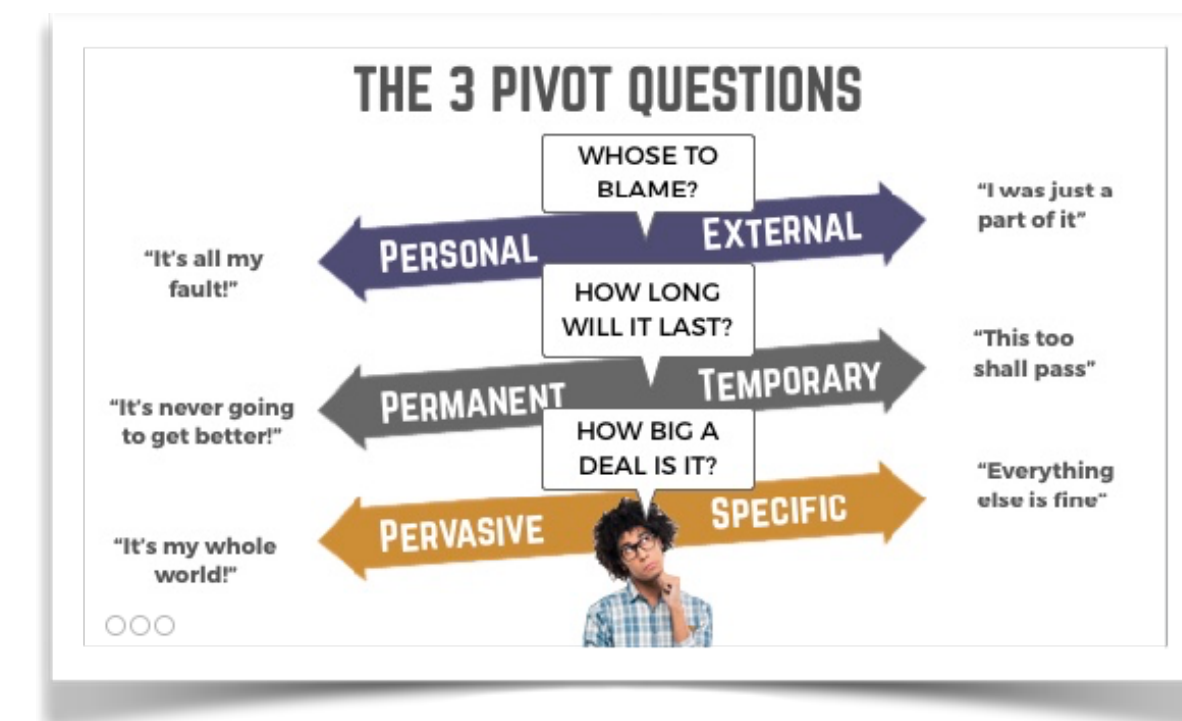 THE 3 PIVOT QUESTIONS
WHOSE TO
BLAME?
"It's all my
fault!"
PERSONAL
EXTERNAL
"I was just a
part of it"
HOW LONG
WILL IT LAST?
"It's never going
to get better!"
PERMANENT
TEMPORARY
"This too
shall pass"
HOW BIG A
DEAL IS IT?
"It's my whole
world!"
PERVASIVE
SPECIFIC
"Everything
else is fine"